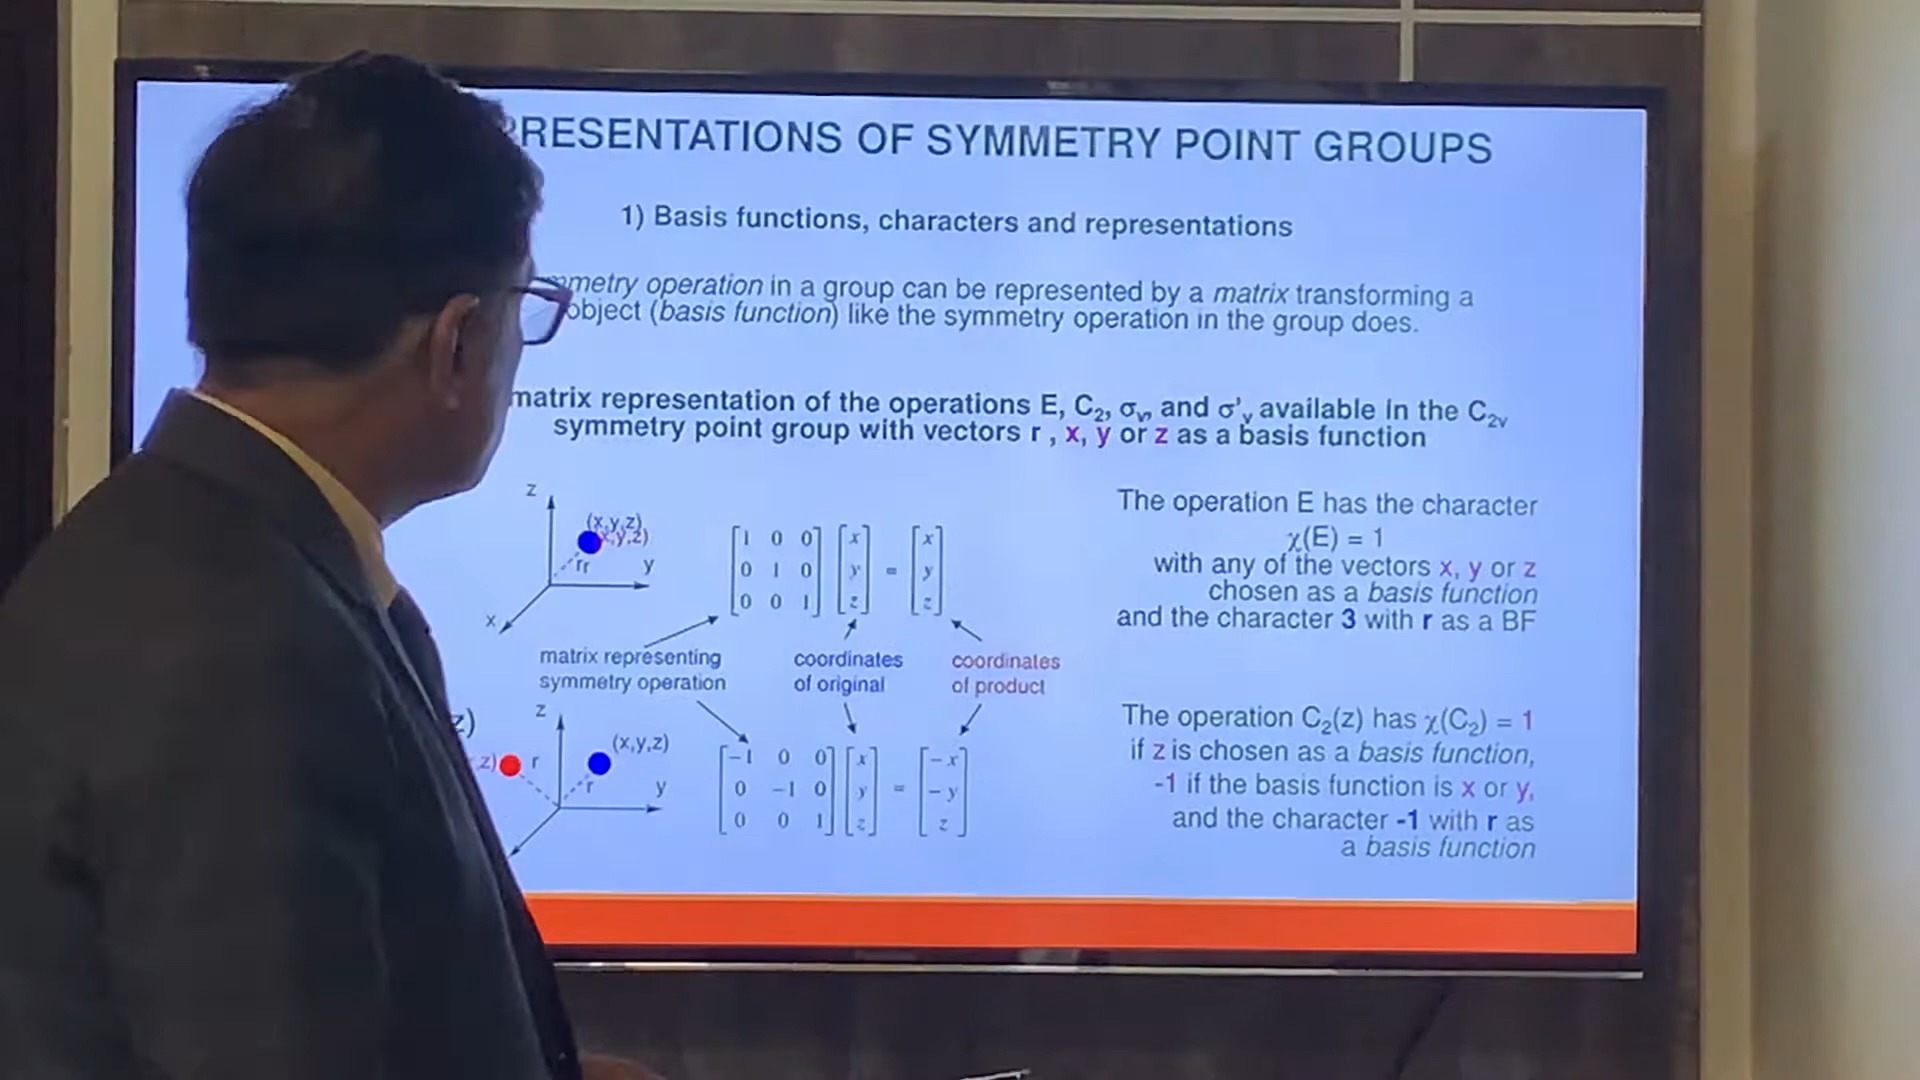 PRESENTATIONS OF SYMMETRY POINT GROUPS
1) Basis functions, characters and representations
mmetry operation in a group can be represented by a matrix transforming a
object (basis function) like the symmetry operation in the group does.
matrix representation of the operations E, C₂, σᵥ, and σ'ᵥ available in the C₂ᵥ
symmetry point group with vectors r , x, y or z as a basis function
z
(x,y,z)
(x,y,z)
rr
y
x
[1 0 0] [x] = [x]
[0 1 0] [y] [y]
[0 0 1] [z] [z]
The operation E has the character
χ(E) = 1
with any of the vectors x, y or z
chosen as a basis function
and the character 3 with r as a BF
matrix representing
symmetry operation
coordinates
of original
coordinates
of product
z)
z
z)
r
(x,y,z)
r
y
[-1 0 0] [x] = [-x]
[0 -1 0] [y] [-y]
[0 0 1] [z] [z]
The operation C₂(z) has χ(C₂) = 1
if z is chosen as a basis function,
-1 if the basis function is x or y,
and the character -1 with r as
a basis function